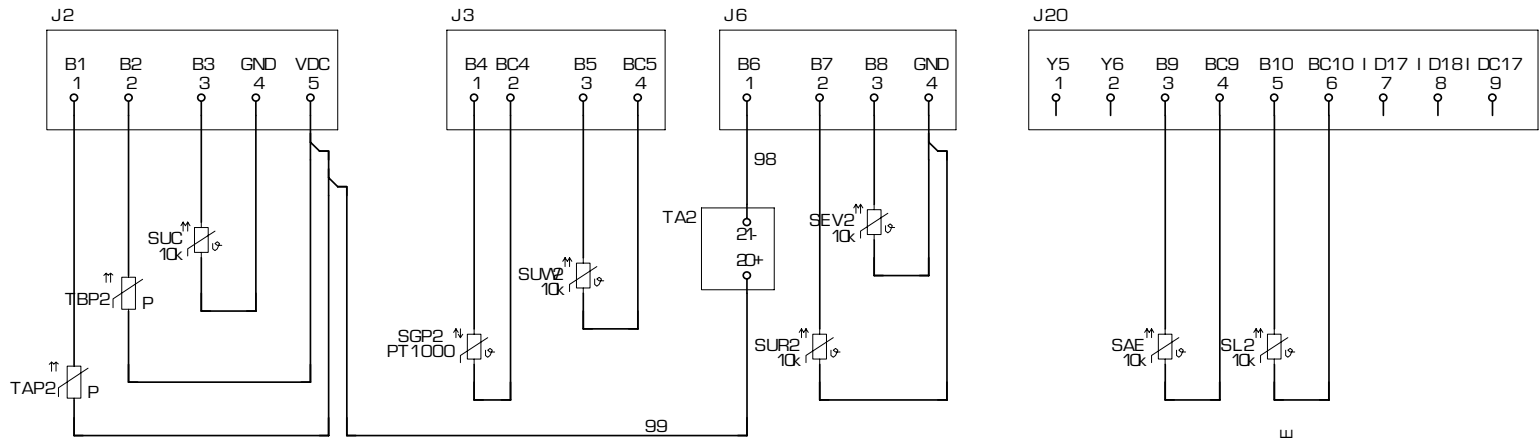 J2 J3 J6 J20
B1 B2 B3 GND VDC B4 BC4 B5 BC5 B6 B7 B8 GND Y5 Y6 B9 BC9 B10 BC10 ID17 ID18 IDC17
1 2 3 4 5 1 2 3 4 1 2 3 4 1 2 3 4 5 6 7 8 9
98
TA2 SEV2
21- 10k
SUC
10k
20+
SUW2
10k
TBP2 P
SGP2 SUR2 SAE SL2
PT1000 10k 10k 10k
TAP2 P
99
E